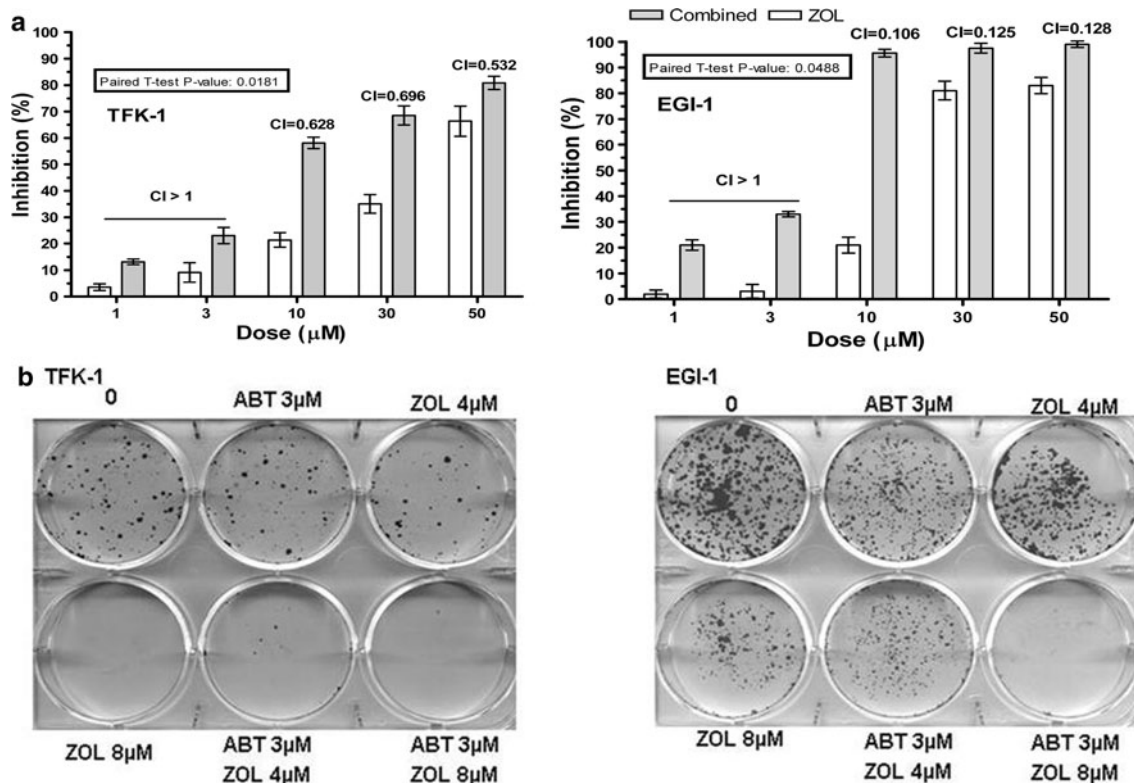 a
Combined ZOL
100
90
80
70
60
50
40
30
20
10
0
Inhibition (%)
Paired T-test P-value: 0.0181
TFK-1
CI > 1
CI=0.628
CI=0.696
CI=0.532
1 3 10 30 50
Dose (µM)
100
90
80
70
60
50
40
30
20
10
0
Inhibition (%)
Paired T-test P-value: 0.0488
EGI-1
CI > 1
CI=0.106
CI=0.125
CI=0.128
1 3 10 30 50
Dose (µM)
b TFK-1
0 ABT 3µM ZOL 4µM
ZOL 8µM ABT 3µM ABT 3µM
ZOL 4µM ZOL 8µM
EGI-1
0 ABT 3µM ZOL 4µM
ZOL 8µM ABT 3µM ABT 3µM
ZOL 4µM ZOL 8µM